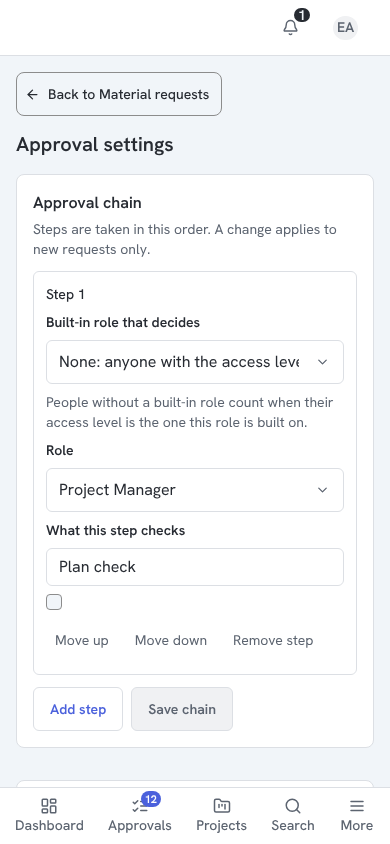 1
EA
Back to Material requests
Approval settings
Approval chain
Steps are taken in this order. A change applies to
new requests only.
Step 1
Built-in role that decides
None: anyone with the access leve
People without a built-in role count when their
access level is the one this role is built on.
Role
Project Manager
What this step checks
Plan check
Move up Move down Remove step
Add step Save chain
12
Dashboard Approvals Projects Search More